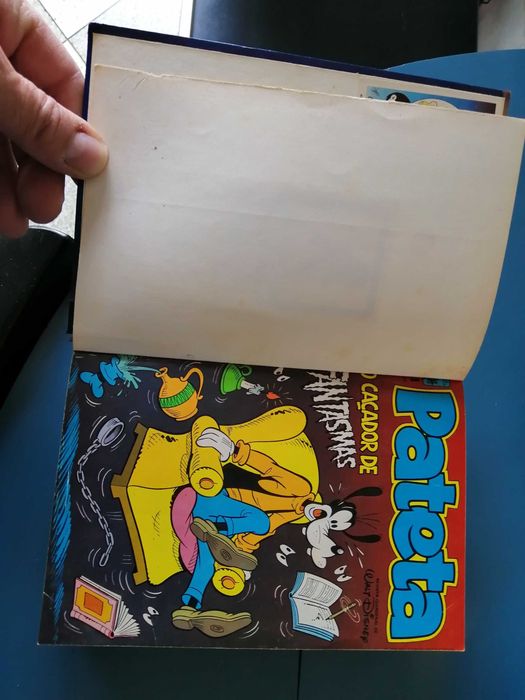 Pateta
O CAÇADOR DE
FANTASMAS
WALT DISNEY